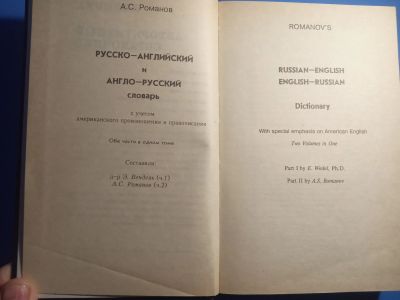 А.С. Романов
РУССКО—АНГЛИЙСКИЙ
и
АНГЛО—РУССКИЙ
словарь
с учетом
американского произношения и правописания
Обе части в одном томе
Составили:
д-р Э. Ведель (ч.1)
А.С. Романов (ч.2)
ROMANOV'S
RUSSIAN—ENGLISH
ENGLISH—RUSSIAN
Dictionary
With special emphasis on American English
Two Volumes in One
Part I by E. Wedel, Ph.D.
Part II by A.S. Romanov